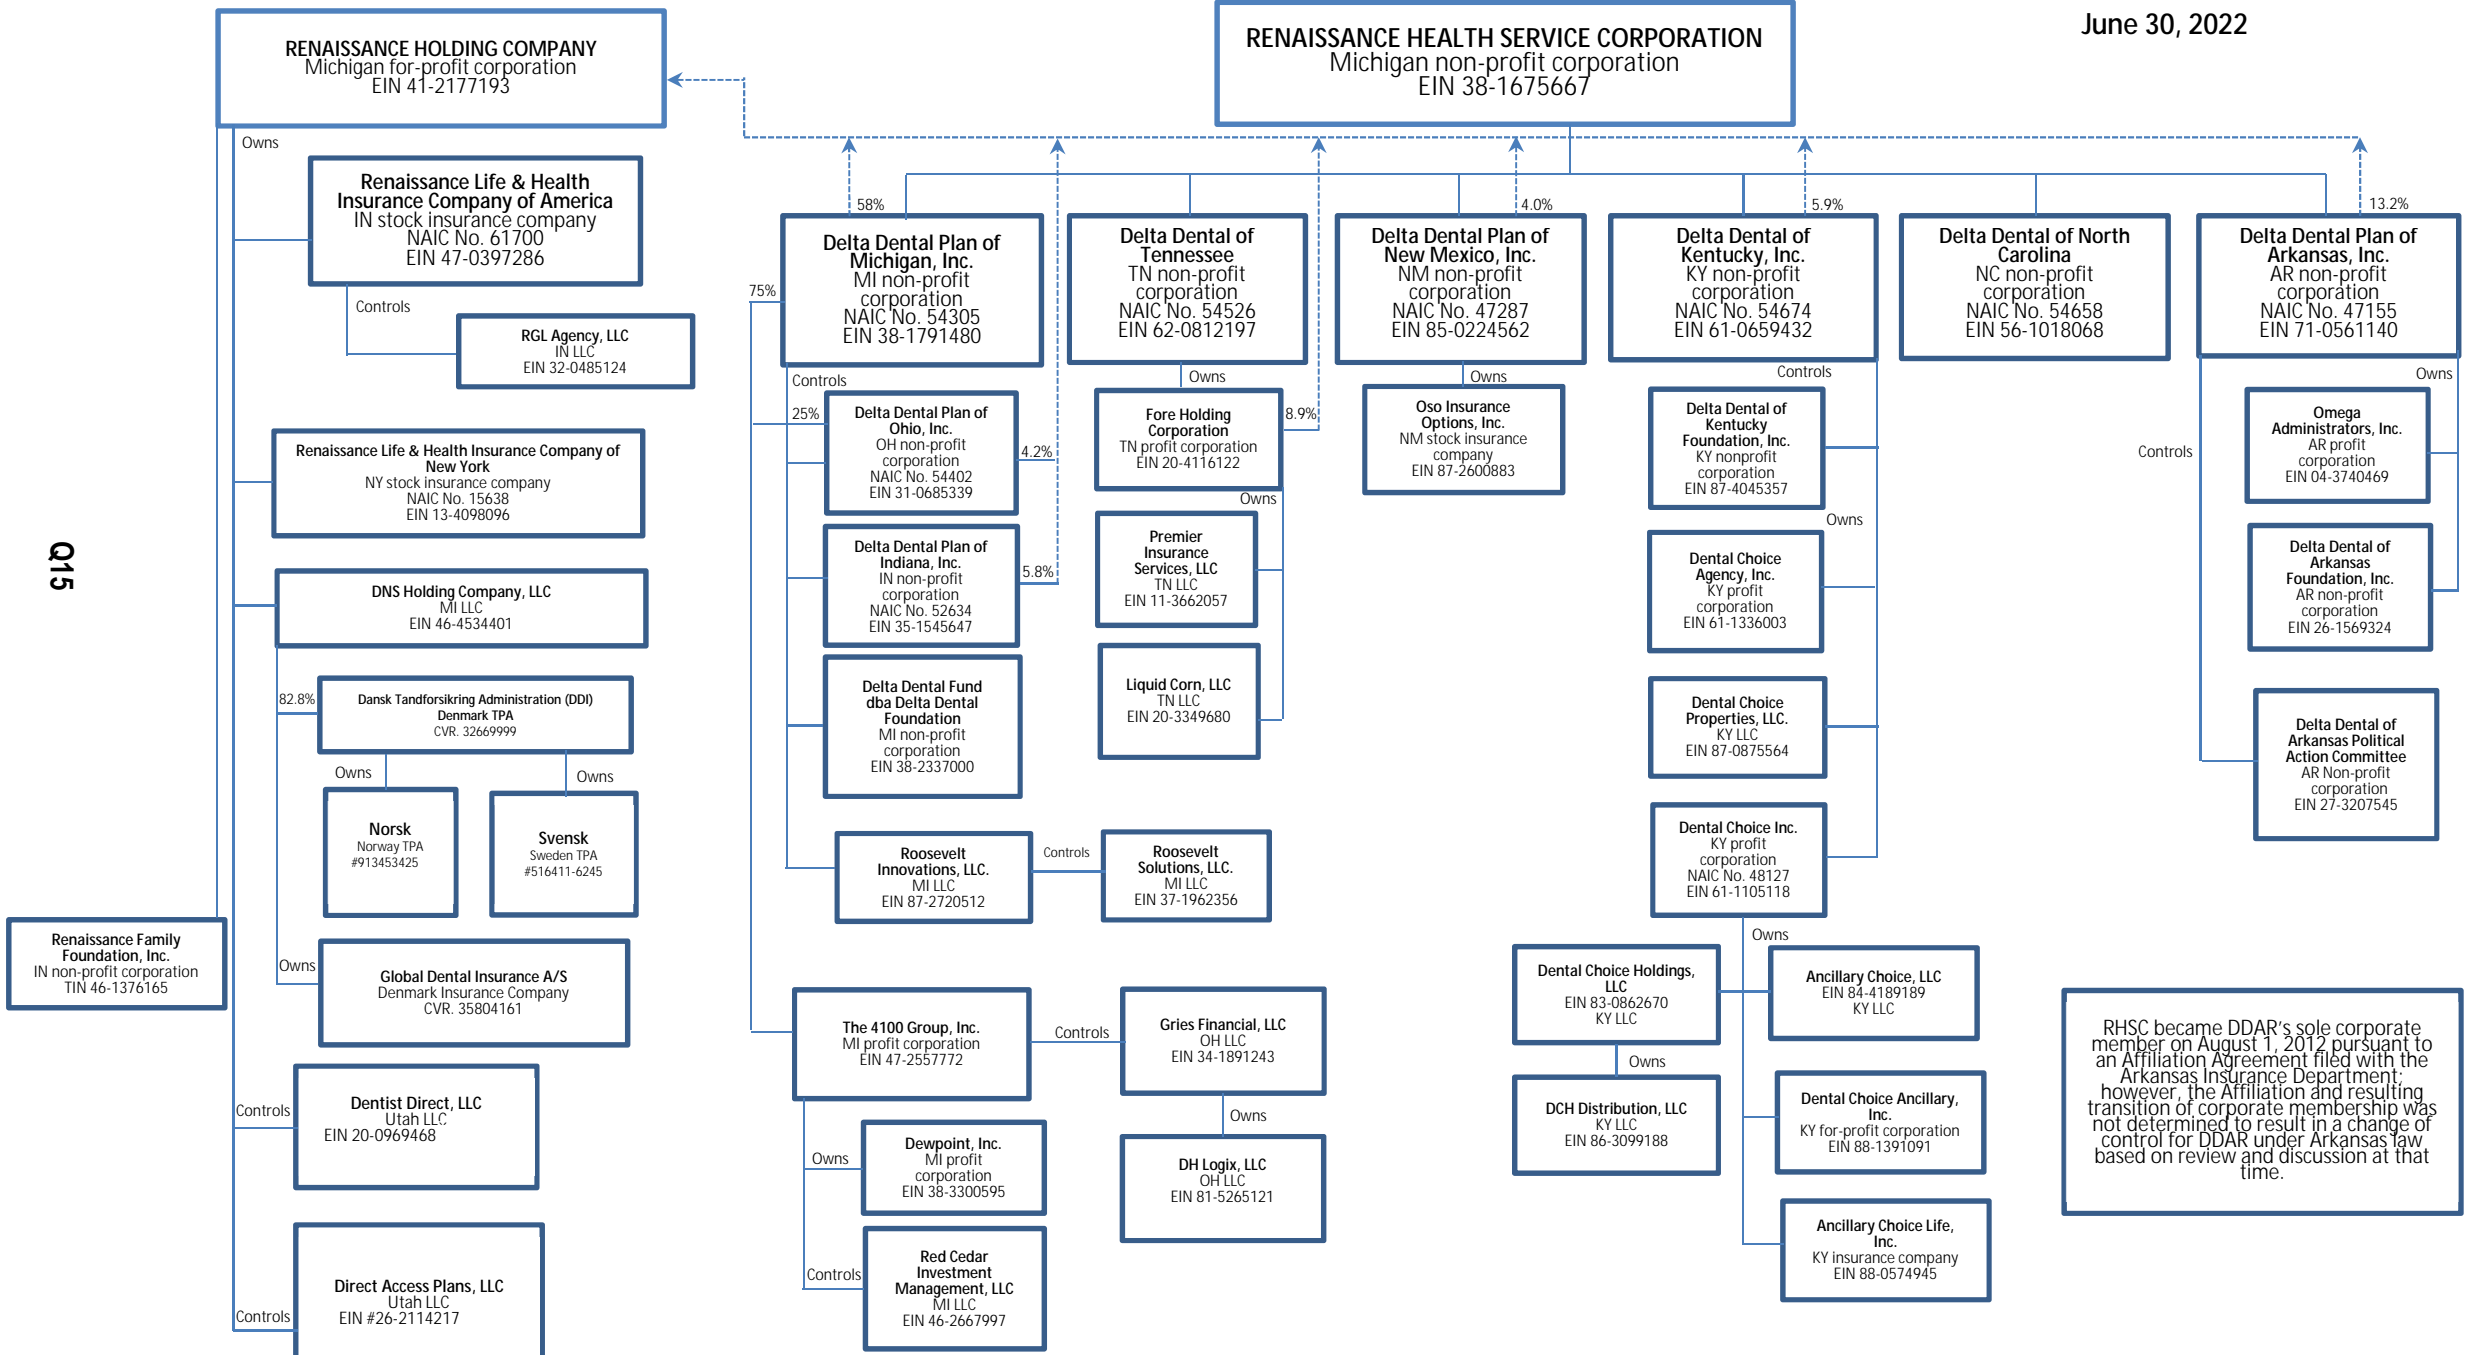 June 30, 2022
RENAISSANCE HOLDING COMPANY
Michigan for-profit corporation
EIN 41-2177193
RENAISSANCE HEALTH SERVICE CORPORATION
Michigan non-profit corporation
EIN 38-1675667
Owns
Renaissance Life & Health
Insurance Company of America
IN stock insurance company
NAIC No. 61700
EIN 47-0397286
Controls
RGL Agency, LLC
IN LLC
EIN 32-0485124
Renaissance Life & Health Insurance Company of
New York
NY stock insurance company
NAIC No. 15638
EIN 13-4098096
DNS Holding Company, LLC
MI LLC
EIN 46-4534401
82.8%
Dansk Tandforsikring Administration (DDI)
Denmark TPA
CVR. 32669999
Owns
Owns
Norsk
Norway TPA
#913453425
Svensk
Sweden TPA
#516411-6245
Renaissance Family
Foundation, Inc.
IN non-profit corporation
TIN 46-1376165
Owns
Global Dental Insurance A/S
Denmark Insurance Company
CVR. 35804161
Controls
Dentist Direct, LLC
Utah LLC
EIN 20-0969468
Controls
Direct Access Plans, LLC
Utah LLC
EIN #26-2114217
Q15
58%
Delta Dental Plan of
Michigan, Inc.
MI non-profit
corporation
NAIC No. 54305
EIN 38-1791480
75%
Controls
25%
Delta Dental Plan of
Ohio, Inc.
OH non-profit
corporation
NAIC No. 54402
EIN 31-0685339
4.2%
Delta Dental Plan of
Indiana, Inc.
IN non-profit
corporation
NAIC No. 52634
EIN 35-1545647
5.8%
Delta Dental Fund
dba Delta Dental
Foundation
MI non-profit
corporation
EIN 38-2337000
Roosevelt
Innovations, LLC.
MI LLC
EIN 87-2720512
Controls
Roosevelt
Solutions, LLC.
MI LLC
EIN 37-1962356
The 4100 Group, Inc.
MI profit corporation
EIN 47-2557772
Controls
Gries Financial, LLC
OH LLC
EIN 34-1891243
Owns
DH Logix, LLC
OH LLC
EIN 81-5265121
Owns
Dewpoint, Inc.
MI profit
corporation
EIN 38-3300595
Controls
Red Cedar
Investment
Management, LLC
MI LLC
EIN 46-2667997
Delta Dental of
Tennessee
TN non-profit
corporation
NAIC No. 54526
EIN 62-0812197
Owns
Fore Holding
Corporation
TN profit corporation
EIN 20-4116122
8.9%
Owns
Premier
Insurance
Services, LLC
TN LLC
EIN 11-3662057
Liquid Corn, LLC
TN LLC
EIN 20-3349680
4.0%
Delta Dental Plan of
New Mexico, Inc.
NM non-profit
corporation
NAIC No. 47287
EIN 85-0224562
Owns
Oso Insurance
Options, Inc.
NM stock insurance
company
EIN 87-2600883
5.9%
Delta Dental of
Kentucky, Inc.
KY non-profit
corporation
NAIC No. 54674
EIN 61-0659432
Controls
Delta Dental of
Kentucky
Foundation, Inc.
KY nonprofit
corporation
EIN 87-4045357
Owns
Dental Choice
Agency, Inc.
KY profit
corporation
EIN 61-1336003
Dental Choice
Properties, LLC.
KY LLC
EIN 87-0875564
Dental Choice Inc.
KY profit
corporation
NAIC No. 48127
EIN 61-1105118
Owns
Dental Choice Holdings,
LLC
EIN 83-0862670
KY LLC
Owns
DCH Distribution, LLC
KY LLC
EIN 86-3099188
Ancillary Choice, LLC
EIN 84-4189189
KY LLC
Dental Choice Ancillary,
Inc.
KY for-profit corporation
EIN 88-1391091
Ancillary Choice Life,
Inc.
KY insurance company
EIN 88-0574945
Delta Dental of North
Carolina
NC non-profit
corporation
NAIC No. 54658
EIN 56-1018068
13.2%
Delta Dental Plan of
Arkansas, Inc.
AR non-profit
corporation
NAIC No. 47155
EIN 71-0561140
Owns
Omega
Administrators, Inc.
AR profit
corporation
EIN 04-3740469
Controls
Delta Dental of
Arkansas
Foundation, Inc.
AR non-profit
corporation
EIN 26-1569324
Delta Dental of
Arkansas Political
Action Committee
AR Non-profit
corporation
EIN 27-3207545
RHSC became DDAR's sole corporate
member on August 1, 2012 pursuant to
an Affiliation Agreement filed with the
Arkansas Insurance Department;
however, the Affiliation and resulting
transition of corporate membership was
not determined to result in a change of
control for DDAR under Arkansas law
based on review and discussion at that
time.